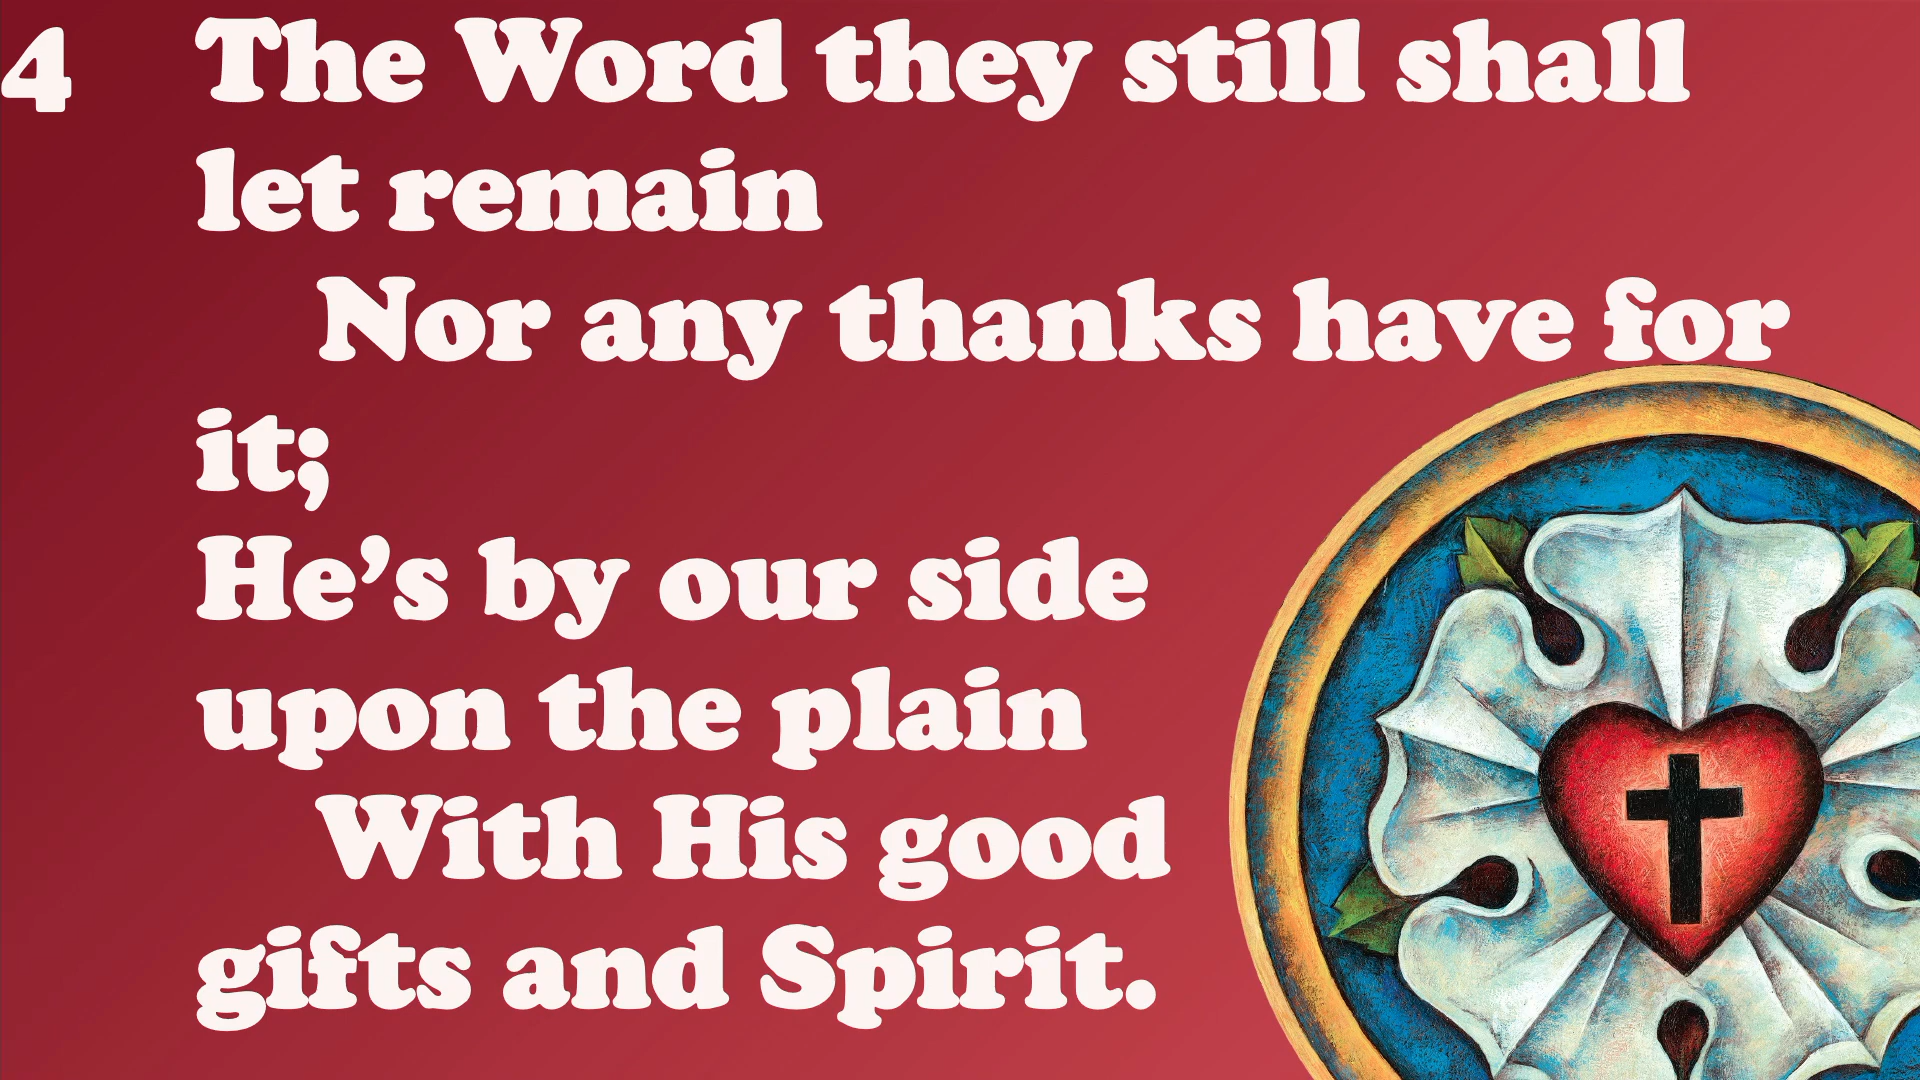 4 The Word they still shall
let remain
Nor any thanks have for
it;
He’s by our side
upon the plain
With His good
gifts and Spirit.